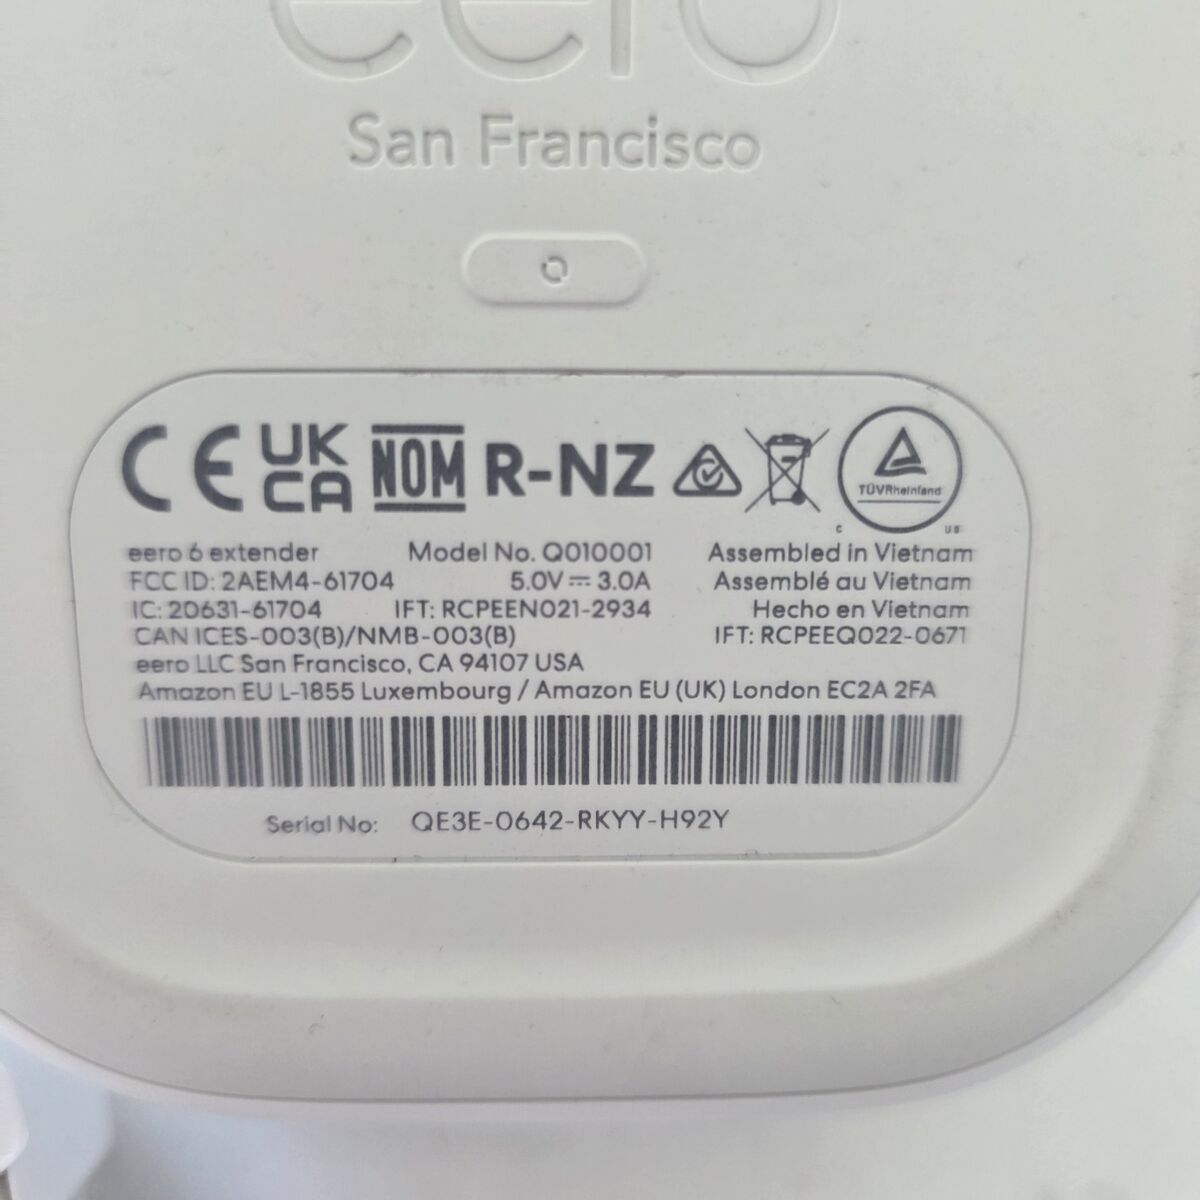 eero
San Francisco
CE UK CA NOM R-NZ TÜVRheinland
C US
eero 6 extender Model No. Q010001 Assembled in Vietnam
FCC ID: 2AEM4-61704 5.0V ⎓ 3.0A Assemblé au Vietnam
IC: 20631-61704 IFT: RCPEEN021-2934 Hecho en Vietnam
CAN ICES-003(B)/NMB-003(B) IFT: RCPEEQ022-0671
eero LLC San Francisco, CA 94107 USA
Amazon EU L-1855 Luxembourg / Amazon EU (UK) London EC2A 2FA
Serial No: QE3E-0642-RKYY-H92Y